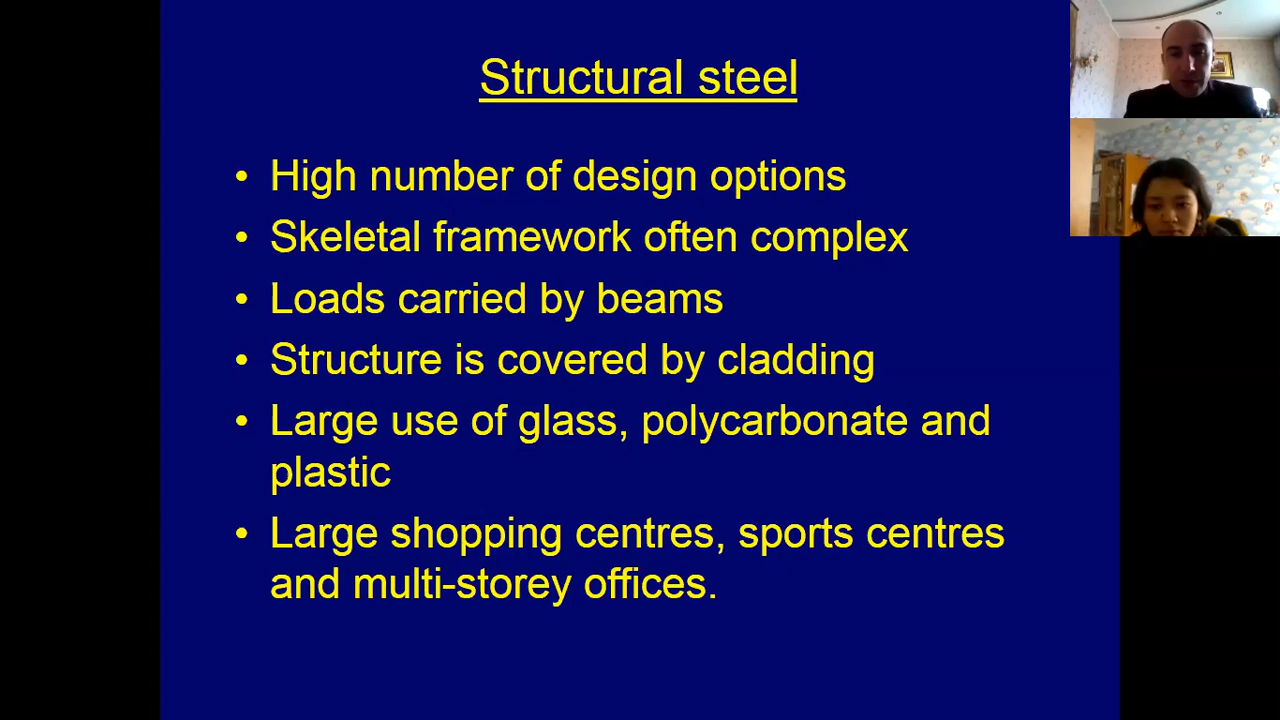 Structural steel
• High number of design options
• Skeletal framework often complex
• Loads carried by beams
• Structure is covered by cladding
• Large use of glass, polycarbonate and
plastic
• Large shopping centres, sports centres
and multi-storey offices.